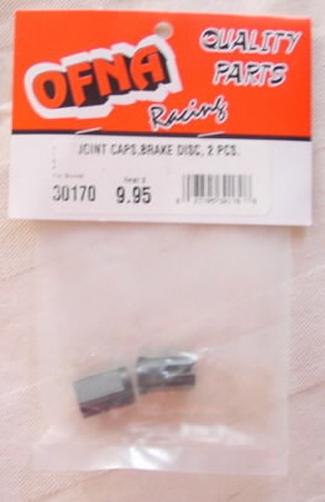 OFNA
QUALITY
PARTS
Racing
JOINT CAPS,BRAKE DISC, 2 PCS.
30170
9.95